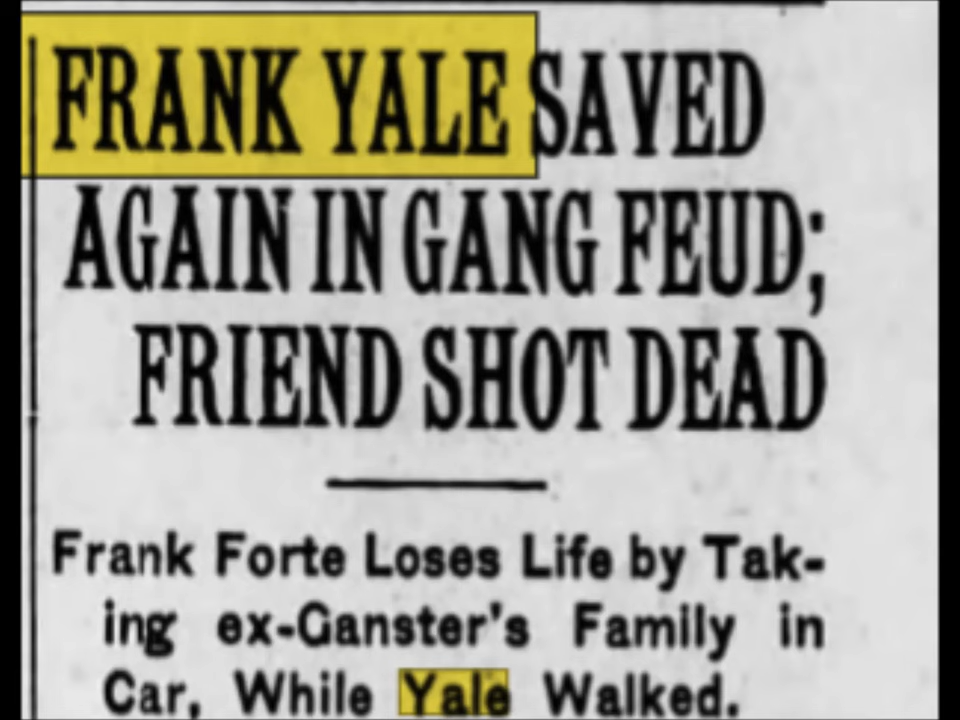 FRANK YALE SAVED
AGAIN IN GANG FEUD;
FRIEND SHOT DEAD
Frank Forte Loses Life by Tak-
ing ex-Ganster's Family in
Car, While Yale Walked.